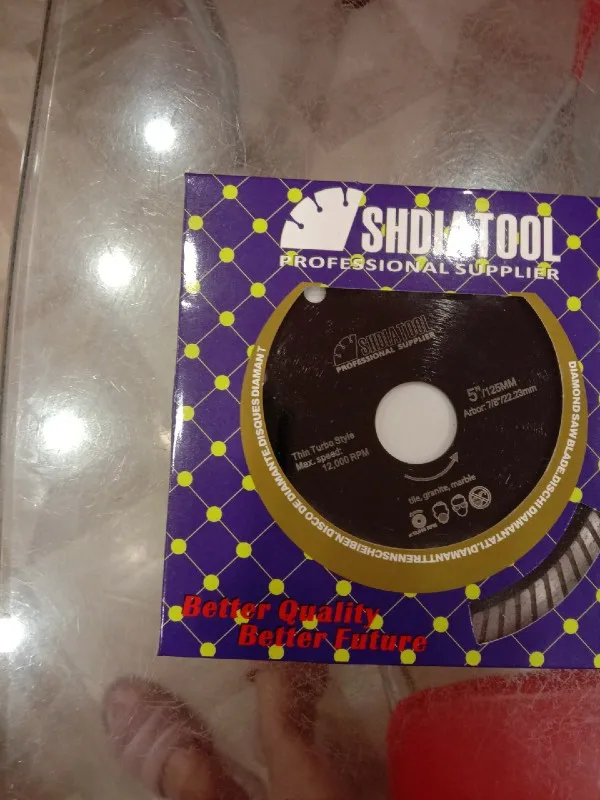 SHDIATOOL
PROFESSIONAL SUPPLIER
SHDIATOOL
PROFESSIONAL SUPPLIER
5"/125MM
Arbor: 7/8"/22.23mm
Thin Turbo Style
Max. speed:
12,000 RPM
tile, granite, marble
DIAMOND SAW BLADE.DISCHI DIAMANTATI.DIAMANTTRENNSCHEIBEN.DISCO DE DIAMANTE.DISQUES DIAMANT
Better Quality
Better Future